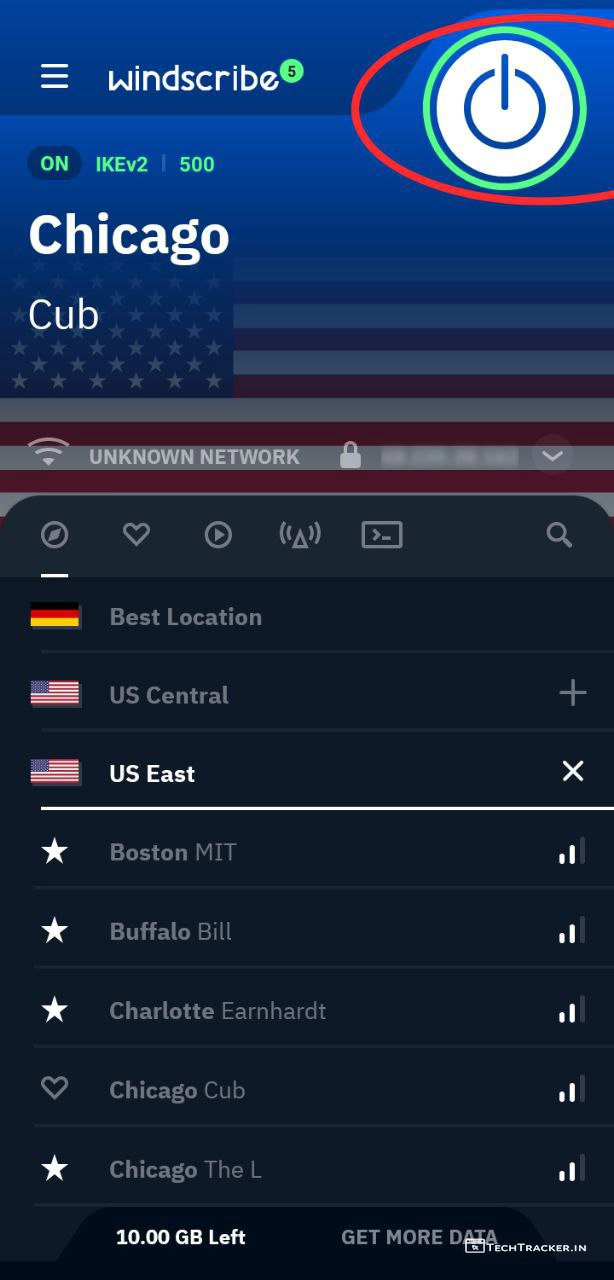 windscribe 5
ON IKEv2 | 500
Chicago
Cub
UNKNOWN NETWORK
Best Location
US Central
US East
Boston MIT
Buffalo Bill
Charlotte Earnhardt
Chicago Cub
Chicago The L
10.00 GB Left GET MORE DATA
TECHTRACKER.IN